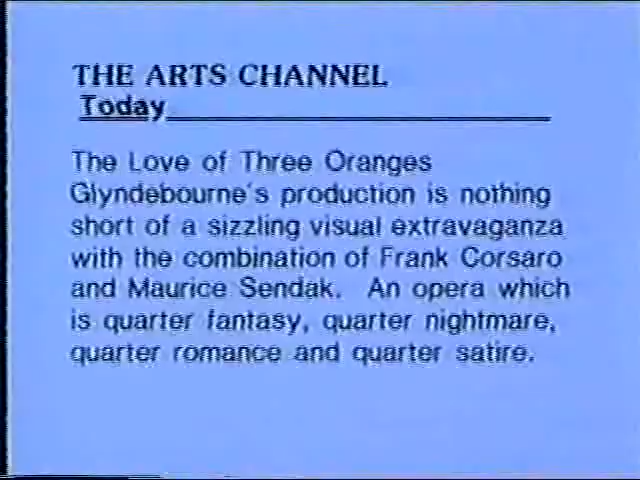 THE ARTS CHANNEL
Today
The Love of Three Oranges
Glyndebourne's production is nothing
short of a sizzling visual extravaganza
with the combination of Frank Corsaro
and Maurice Sendak. An opera which
is quarter fantasy, quarter nightmare,
quarter romance and quarter satire.